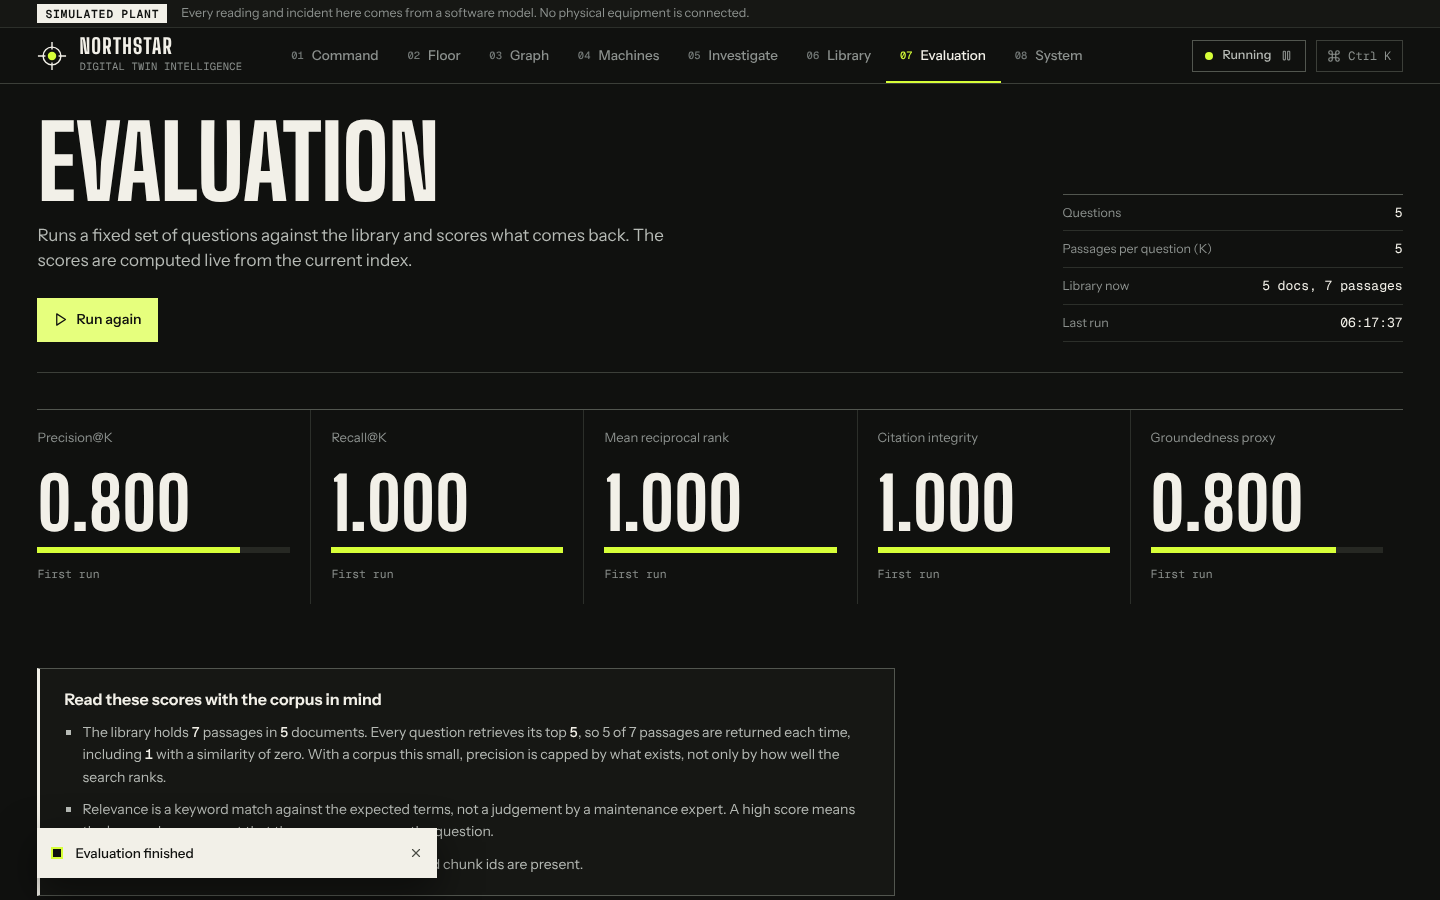 SIMULATED PLANT Every reading and incident here comes from a software model. No physical equipment is connected.
NORTHSTAR
DIGITAL TWIN INTELLIGENCE
01 Command 02 Floor 03 Graph 04 Machines 05 Investigate 06 Library 07 Evaluation 08 System
Running
⌘ Ctrl K
EVALUATION
Runs a fixed set of questions against the library and scores what comes back. The
scores are computed live from the current index.
Run again
Questions 5
Passages per question (K) 5
Library now 5 docs, 7 passages
Last run 06:17:37
Precision@K Recall@K Mean reciprocal rank Citation integrity Groundedness proxy
0.800 1.000 1.000 1.000 0.800
First run First run First run First run First run
Read these scores with the corpus in mind
The library holds 7 passages in 5 documents. Every question retrieves its top 5, so 5 of 7 passages are returned each time,
including 1 with a similarity of zero. With a corpus this small, precision is capped by what exists, not only by how well the
search ranks.
Relevance is a keyword match against the expected terms, not a judgement by a maintenance expert. A high score means
question.
Evaluation finished
chunk ids are present.